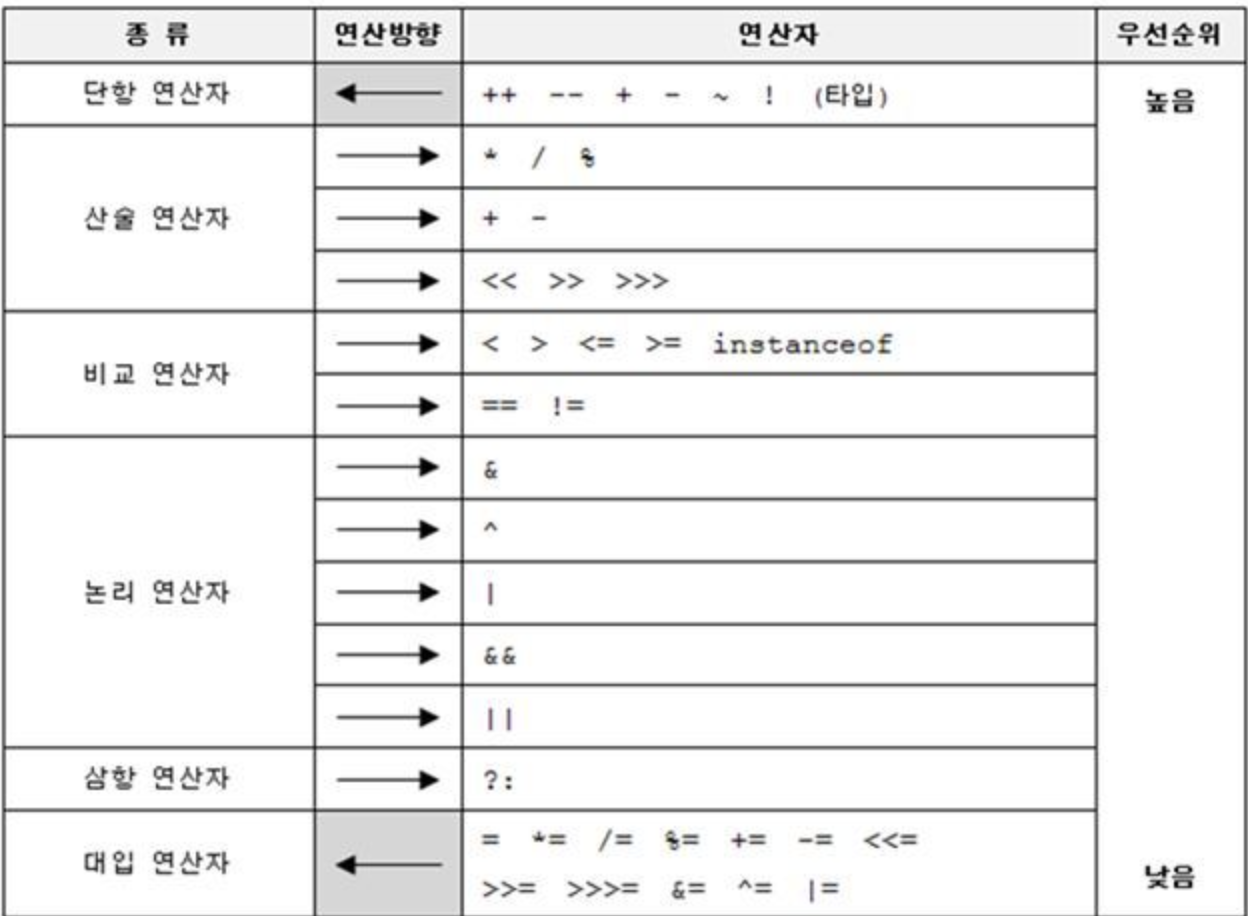 종 류 연산방향 연산자 우선순위
단항 연산자 ++ -- + - ~ ! (타입) 높음
* / %
산술 연산자 + -
<< >> >>>
< > <= >= instanceof
비교 연산자
== !=
&
^
논리 연산자 |
&&
||
삼항 연산자 ?:
= *= /= %= += -= <<=
대입 연산자 낮음
>>= >>>= &= ^= |=